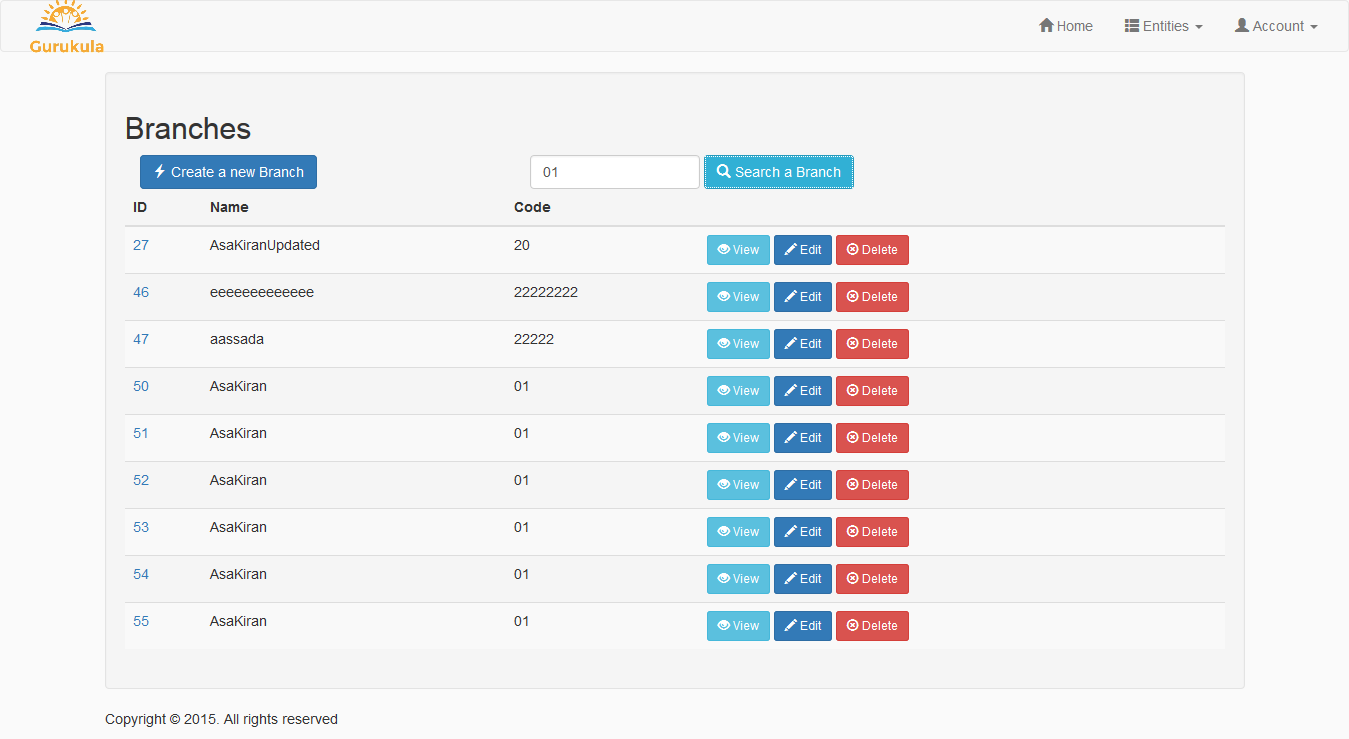 Gurukula
Home Entities Account
Branches
Create a new Branch 01 Search a Branch
ID Name Code
27 AsaKiranUpdated 20 View Edit Delete
46 eeeeeeeeeeeee 22222222 View Edit Delete
47 aassada 22222 View Edit Delete
50 AsaKiran 01 View Edit Delete
51 AsaKiran 01 View Edit Delete
52 AsaKiran 01 View Edit Delete
53 AsaKiran 01 View Edit Delete
54 AsaKiran 01 View Edit Delete
55 AsaKiran 01 View Edit Delete
Copyright © 2015. All rights reserved